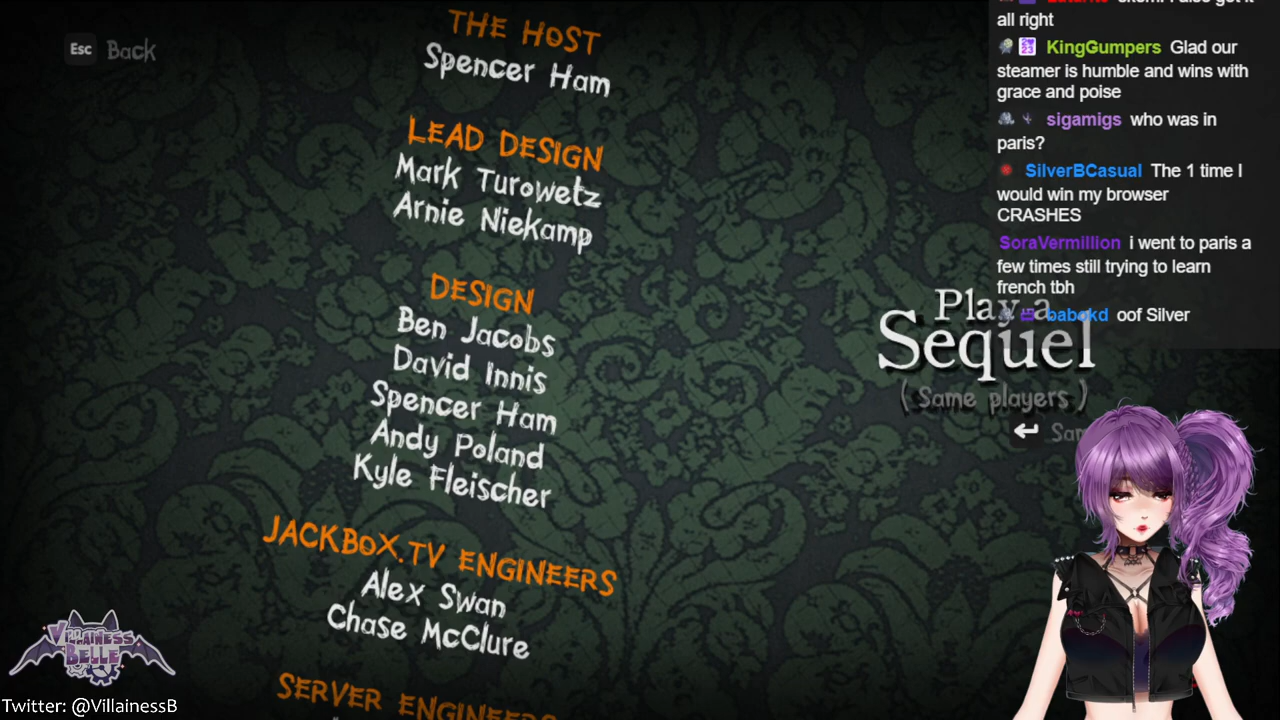 Esc Back
THE HOST
Spencer Ham
LEAD DESIGN
Mark Turowetz
Arnie Niekamp
DESIGN
Ben Jacobs
David Innis
Spencer Ham
Andy Poland
Kyle Fleischer
JACKBOX.TV ENGINEERS
Alex Swan
Chase McClure
SERVER ENGINEERS
all right
KingGumpers Glad our
steamer is humble and wins with
grace and poise
sigamigs who was in
paris?
SilverBCasual The 1 time I
would win my browser
CRASHES
SoraVermillion i went to paris a
few times still trying to learn
french tbh
babokd oof Silver
Play a
Sequel
( Same players )
VILLAINESS
BELLE
Twitter: @VillainessB